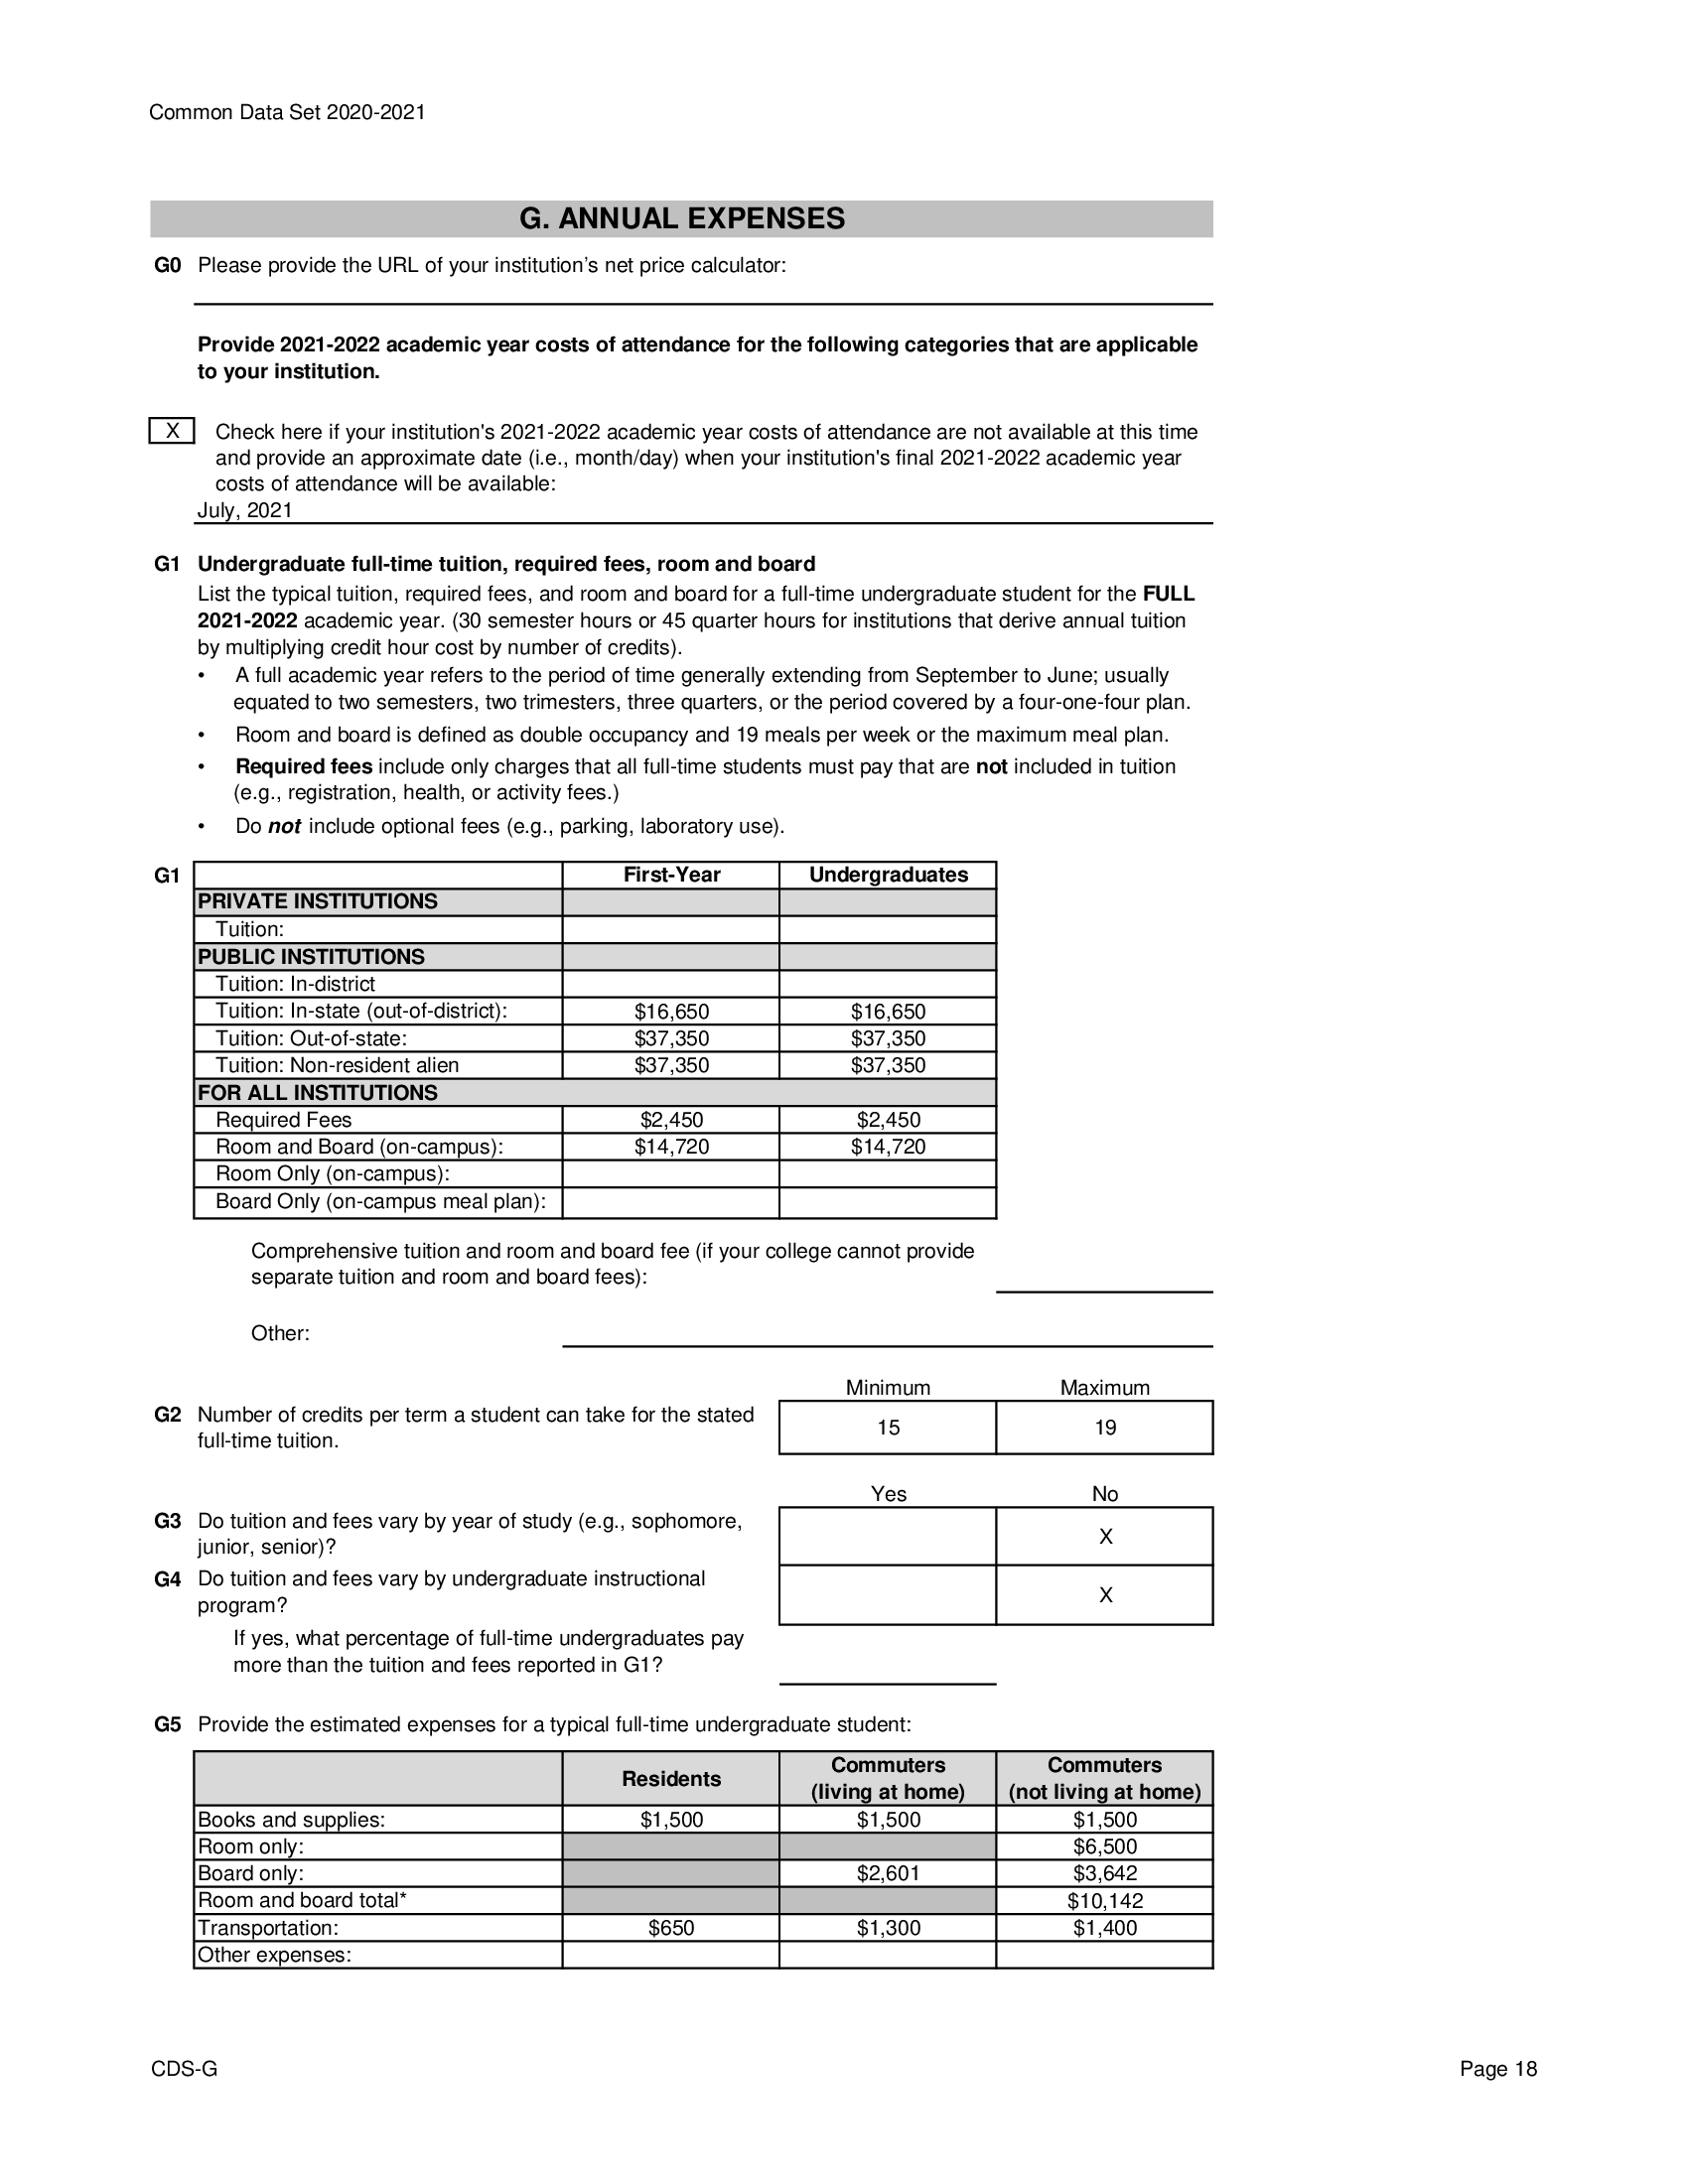 Common Data Set 2020-2021
G. ANNUAL EXPENSES
G0 Please provide the URL of your institution’s net price calculator:
Provide 2021-2022 academic year costs of attendance for the following categories that are applicable
to your institution.
X Check here if your institution's 2021-2022 academic year costs of attendance are not available at this time
and provide an approximate date (i.e., month/day) when your institution's final 2021-2022 academic year
costs of attendance will be available:
July, 2021
G1 Undergraduate full-time tuition, required fees, room and board
List the typical tuition, required fees, and room and board for a full-time undergraduate student for the FULL
2021-2022 academic year. (30 semester hours or 45 quarter hours for institutions that derive annual tuition
by multiplying credit hour cost by number of credits).
• A full academic year refers to the period of time generally extending from September to June; usually
equated to two semesters, two trimesters, three quarters, or the period covered by a four-one-four plan.
• Room and board is defined as double occupancy and 19 meals per week or the maximum meal plan.
• Required fees include only charges that all full-time students must pay that are not included in tuition
(e.g., registration, health, or activity fees.)
• Do not include optional fees (e.g., parking, laboratory use).
G1 First-Year Undergraduates
PRIVATE INSTITUTIONS
Tuition:
PUBLIC INSTITUTIONS
Tuition: In-district
Tuition: In-state (out-of-district): $16,650 $16,650
Tuition: Out-of-state: $37,350 $37,350
Tuition: Non-resident alien $37,350 $37,350
FOR ALL INSTITUTIONS
Required Fees $2,450 $2,450
Room and Board (on-campus): $14,720 $14,720
Room Only (on-campus):
Board Only (on-campus meal plan):
Comprehensive tuition and room and board fee (if your college cannot provide
separate tuition and room and board fees):
Other:
Minimum Maximum
G2 Number of credits per term a student can take for the stated
full-time tuition. 15 19
Yes No
G3 Do tuition and fees vary by year of study (e.g., sophomore,
junior, senior)? X
G4 Do tuition and fees vary by undergraduate instructional
program? X
If yes, what percentage of full-time undergraduates pay
more than the tuition and fees reported in G1?
G5 Provide the estimated expenses for a typical full-time undergraduate student:
Residents Commuters Commuters
(living at home) (not living at home)
Books and supplies: $1,500 $1,500 $1,500
Room only: $6,500
Board only: $2,601 $3,642
Room and board total* $10,142
Transportation: $650 $1,300 $1,400
Other expenses:
CDS-G Page 18